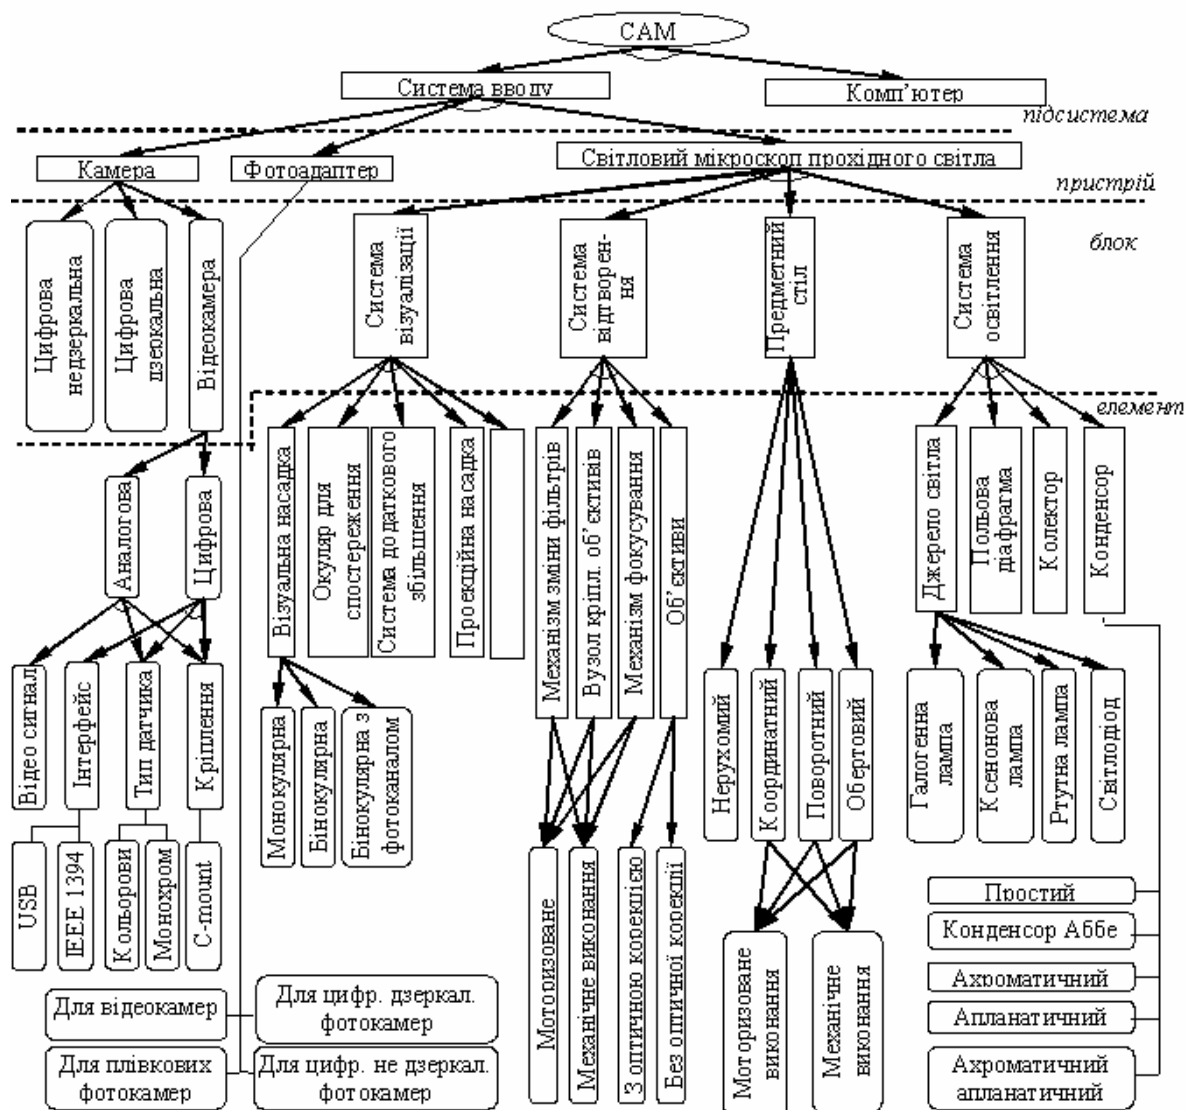 САМ
Система вводу
Комп'ютер
підсистема
Камера
Фотоадаптер
Світловий мікроскоп прохідного світла
пристрій
Цифрова
недзеркальна
Цифрова
дзеркальна
Відеокамера
Система
візуалізації
Система
відтворен-
ня
Предметний
стіл
Система
освітлення
блок
елемент
Аналогова
Цифрова
Візуальна насадка
Окуляр для
спостереження
Система додаткового
збільшення
Проекційна насадка
Механізм зміни фільтрів
Вузол кріпл. об'єктивів
Механізм фокусування
Об'єктиви
Джерело світла
Польова
діафрагма
Колектор
Конденсор
Відео сигнал
Інтерфейс
Тип датчика
Кріплення
Монокулярна
Бінокулярна
Бінокулярна з
фотоканалом
Нерухомий
Координатний
Поворотний
Обертовий
Галогенна
лампа
Ксенонова
лампа
Ртутна лампа
Світлодіод
USB
IEEE 1394
Кольорови
Монохром
C-mount
Моторизоване
Механічне виконання
З оптичною корекцією
Без оптичної корекції
Моторизоване
виконання
Механічне
виконання
Простий
Конденсор Аббе
Ахроматичний
Апланатичний
Ахроматичний
апланатичний
Для відеокамер
Для цифр. дзеркал.
фотокамер
Для плівкових
фотокамер
Для цифр. не дзеркал.
фотокамер